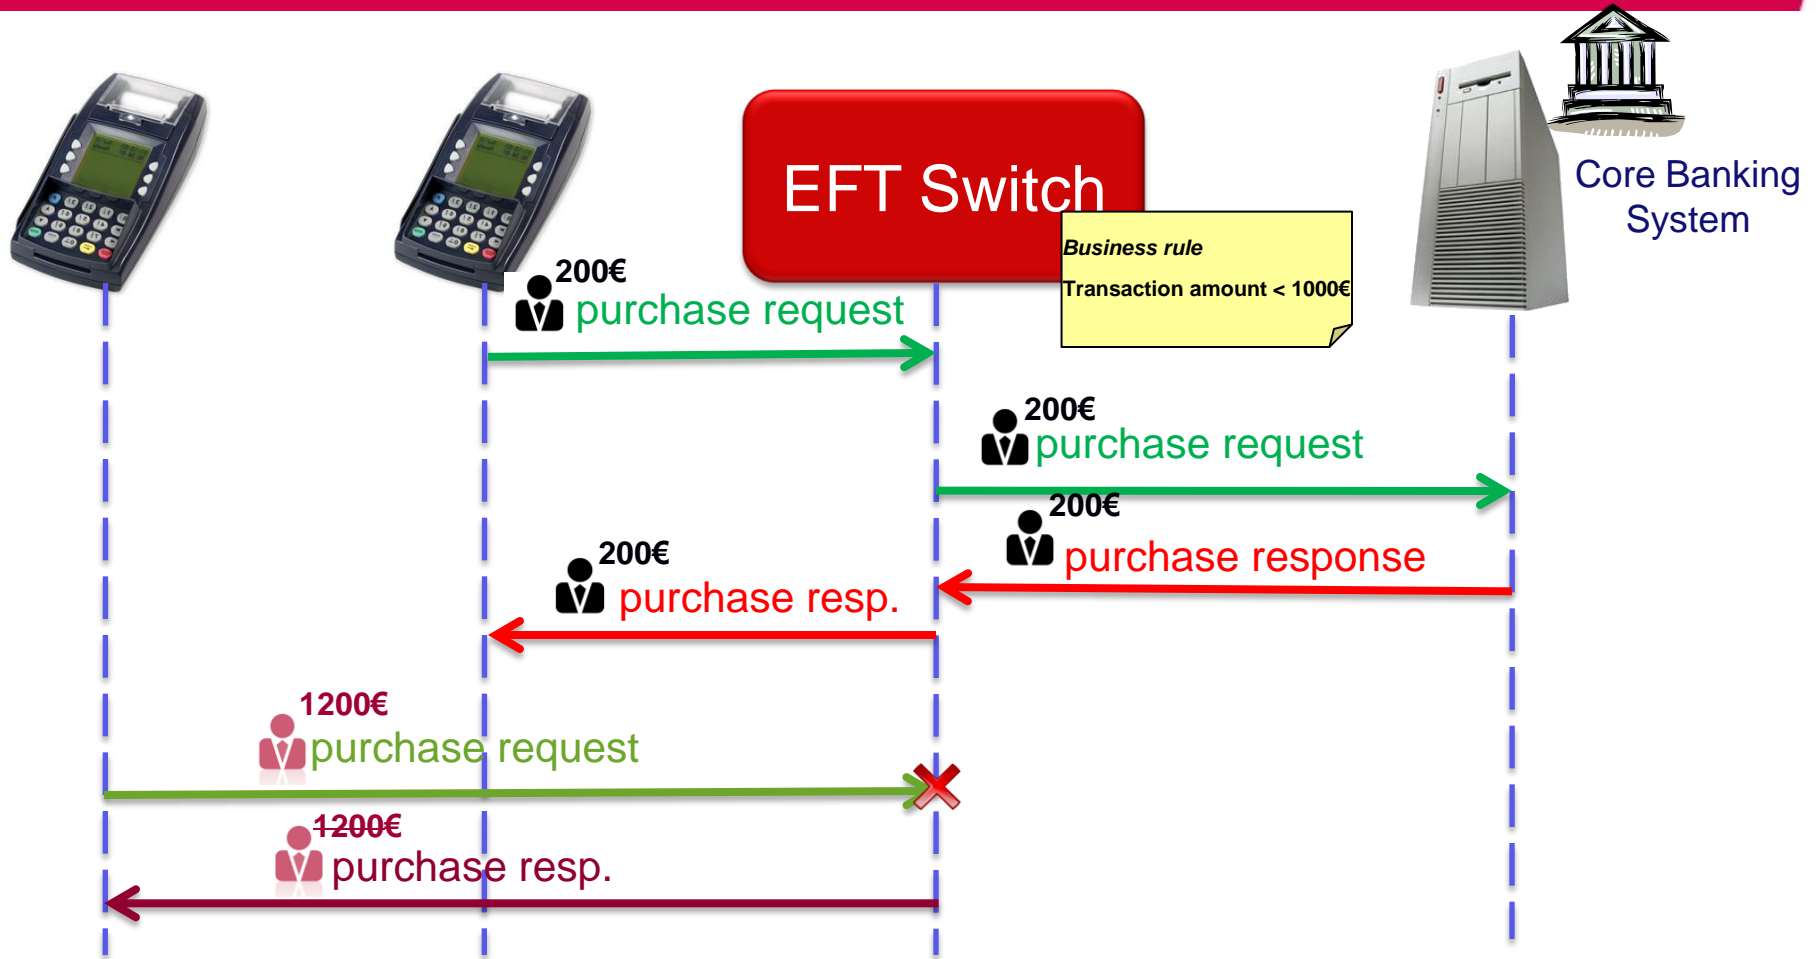 EFT Switch
Core Banking
System
Business rule
Transaction amount < 1000€
200€
purchase request
200€
purchase request
200€
purchase response
200€
purchase resp.
1200€
purchase request
1200€
purchase resp.